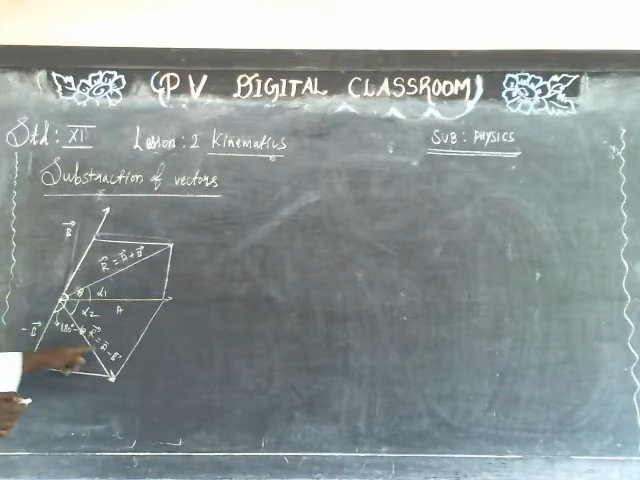 P V DIGITAL CLASSROOM
Std : XI Lesson : 2 Kinematics SUB : PHYSICS
Substraction of vectors
B
R = A + B
θ α1
A
α2
-B 180° - θ
R = A - B